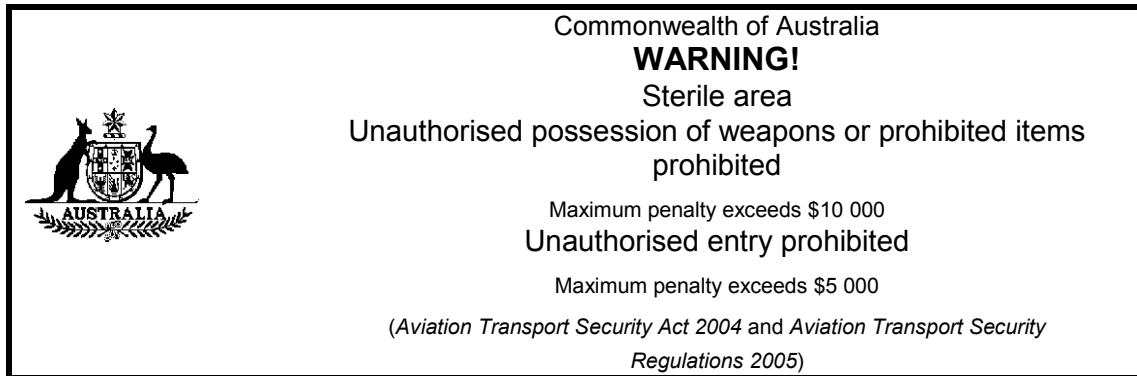 Commonwealth of Australia
WARNING!
Sterile area
Unauthorised possession of weapons or prohibited items
prohibited
Maximum penalty exceeds $10 000
Unauthorised entry prohibited
Maximum penalty exceeds $5 000
(Aviation Transport Security Act 2004 and Aviation Transport Security
Regulations 2005)
AUSTRALIA